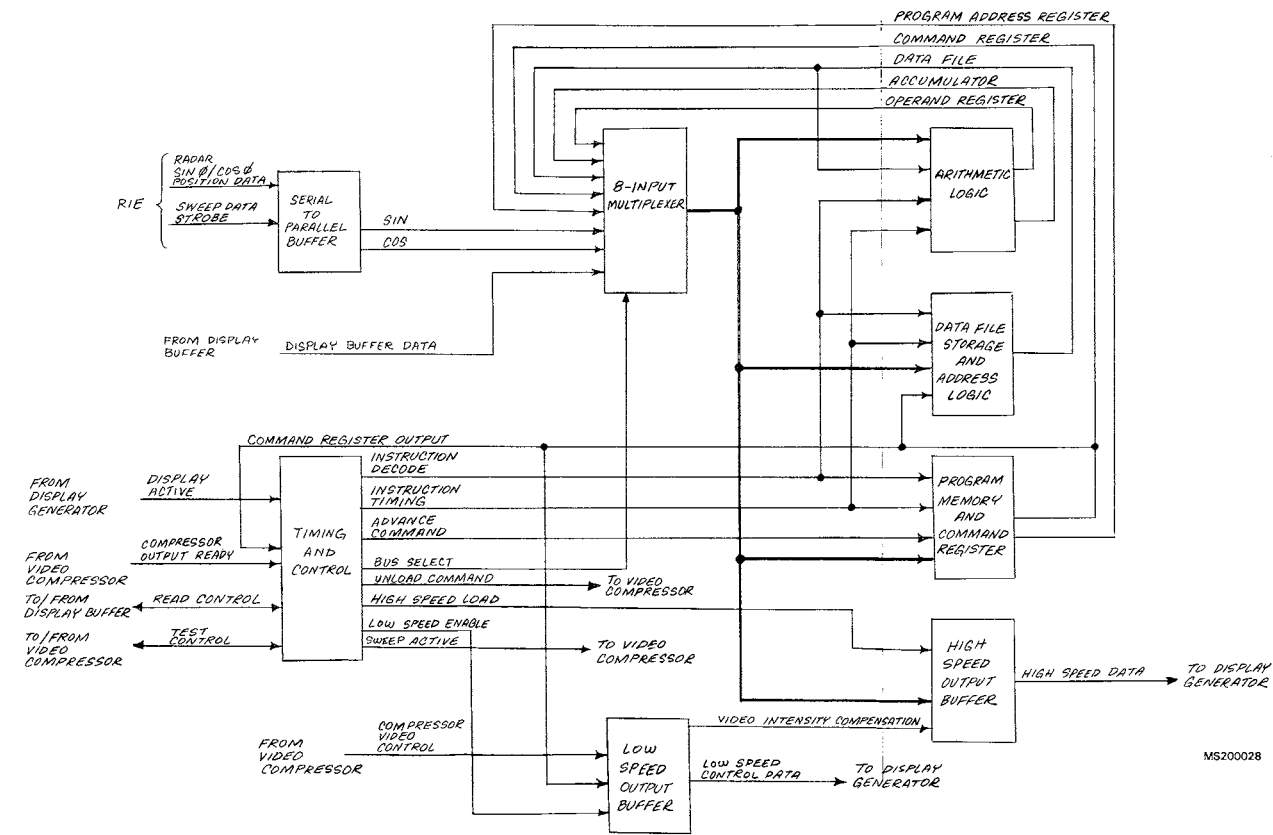 PROGRAM ADDRESS REGISTER
COMMAND REGISTER
DATA FILE
ACCUMULATOR
OPERAND REGISTER
RIE
RADAR
SIN Ø/COS Ø
POSITION DATA
SWEEP DATA
STROBE
SERIAL
TO
PARALLEL
BUFFER
SIN
COS
8-INPUT
MULTIPLEXER
ARITHMETIC
LOGIC
FROM DISPLAY
BUFFER
DISPLAY BUFFER DATA
DATA FILE
STORAGE
AND
ADDRESS
LOGIC
COMMAND REGISTER OUTPUT
FROM
DISPLAY
GENERATOR
DISPLAY
ACTIVE
FROM
VIDEO
COMPRESSOR
COMPRESSOR
OUTPUT READY
TO/FROM
DISPLAY BUFFER
READ CONTROL
TO/FROM
VIDEO
COMPRESSOR
TEST
CONTROL
TIMING
AND
CONTROL
INSTRUCTION
DECODE
INSTRUCTION
TIMING
ADVANCE
COMMAND
BUS SELECT
UNLOAD COMMAND
TO VIDEO
COMPRESSOR
HIGH SPEED LOAD
LOW SPEED ENABLE
SWEEP ACTIVE
TO VIDEO
COMPRESSOR
PROGRAM
MEMORY
AND
COMMAND
REGISTER
HIGH
SPEED
OUTPUT
BUFFER
HIGH SPEED DATA
TO DISPLAY
GENERATOR
FROM
VIDEO
COMPRESSOR
COMPRESSOR
VIDEO
CONTROL
LOW
SPEED
OUTPUT
BUFFER
VIDEO INTENSITY COMPENSATION
LOW SPEED
CONTROL DATA
TO DISPLAY
GENERATOR
MS200028